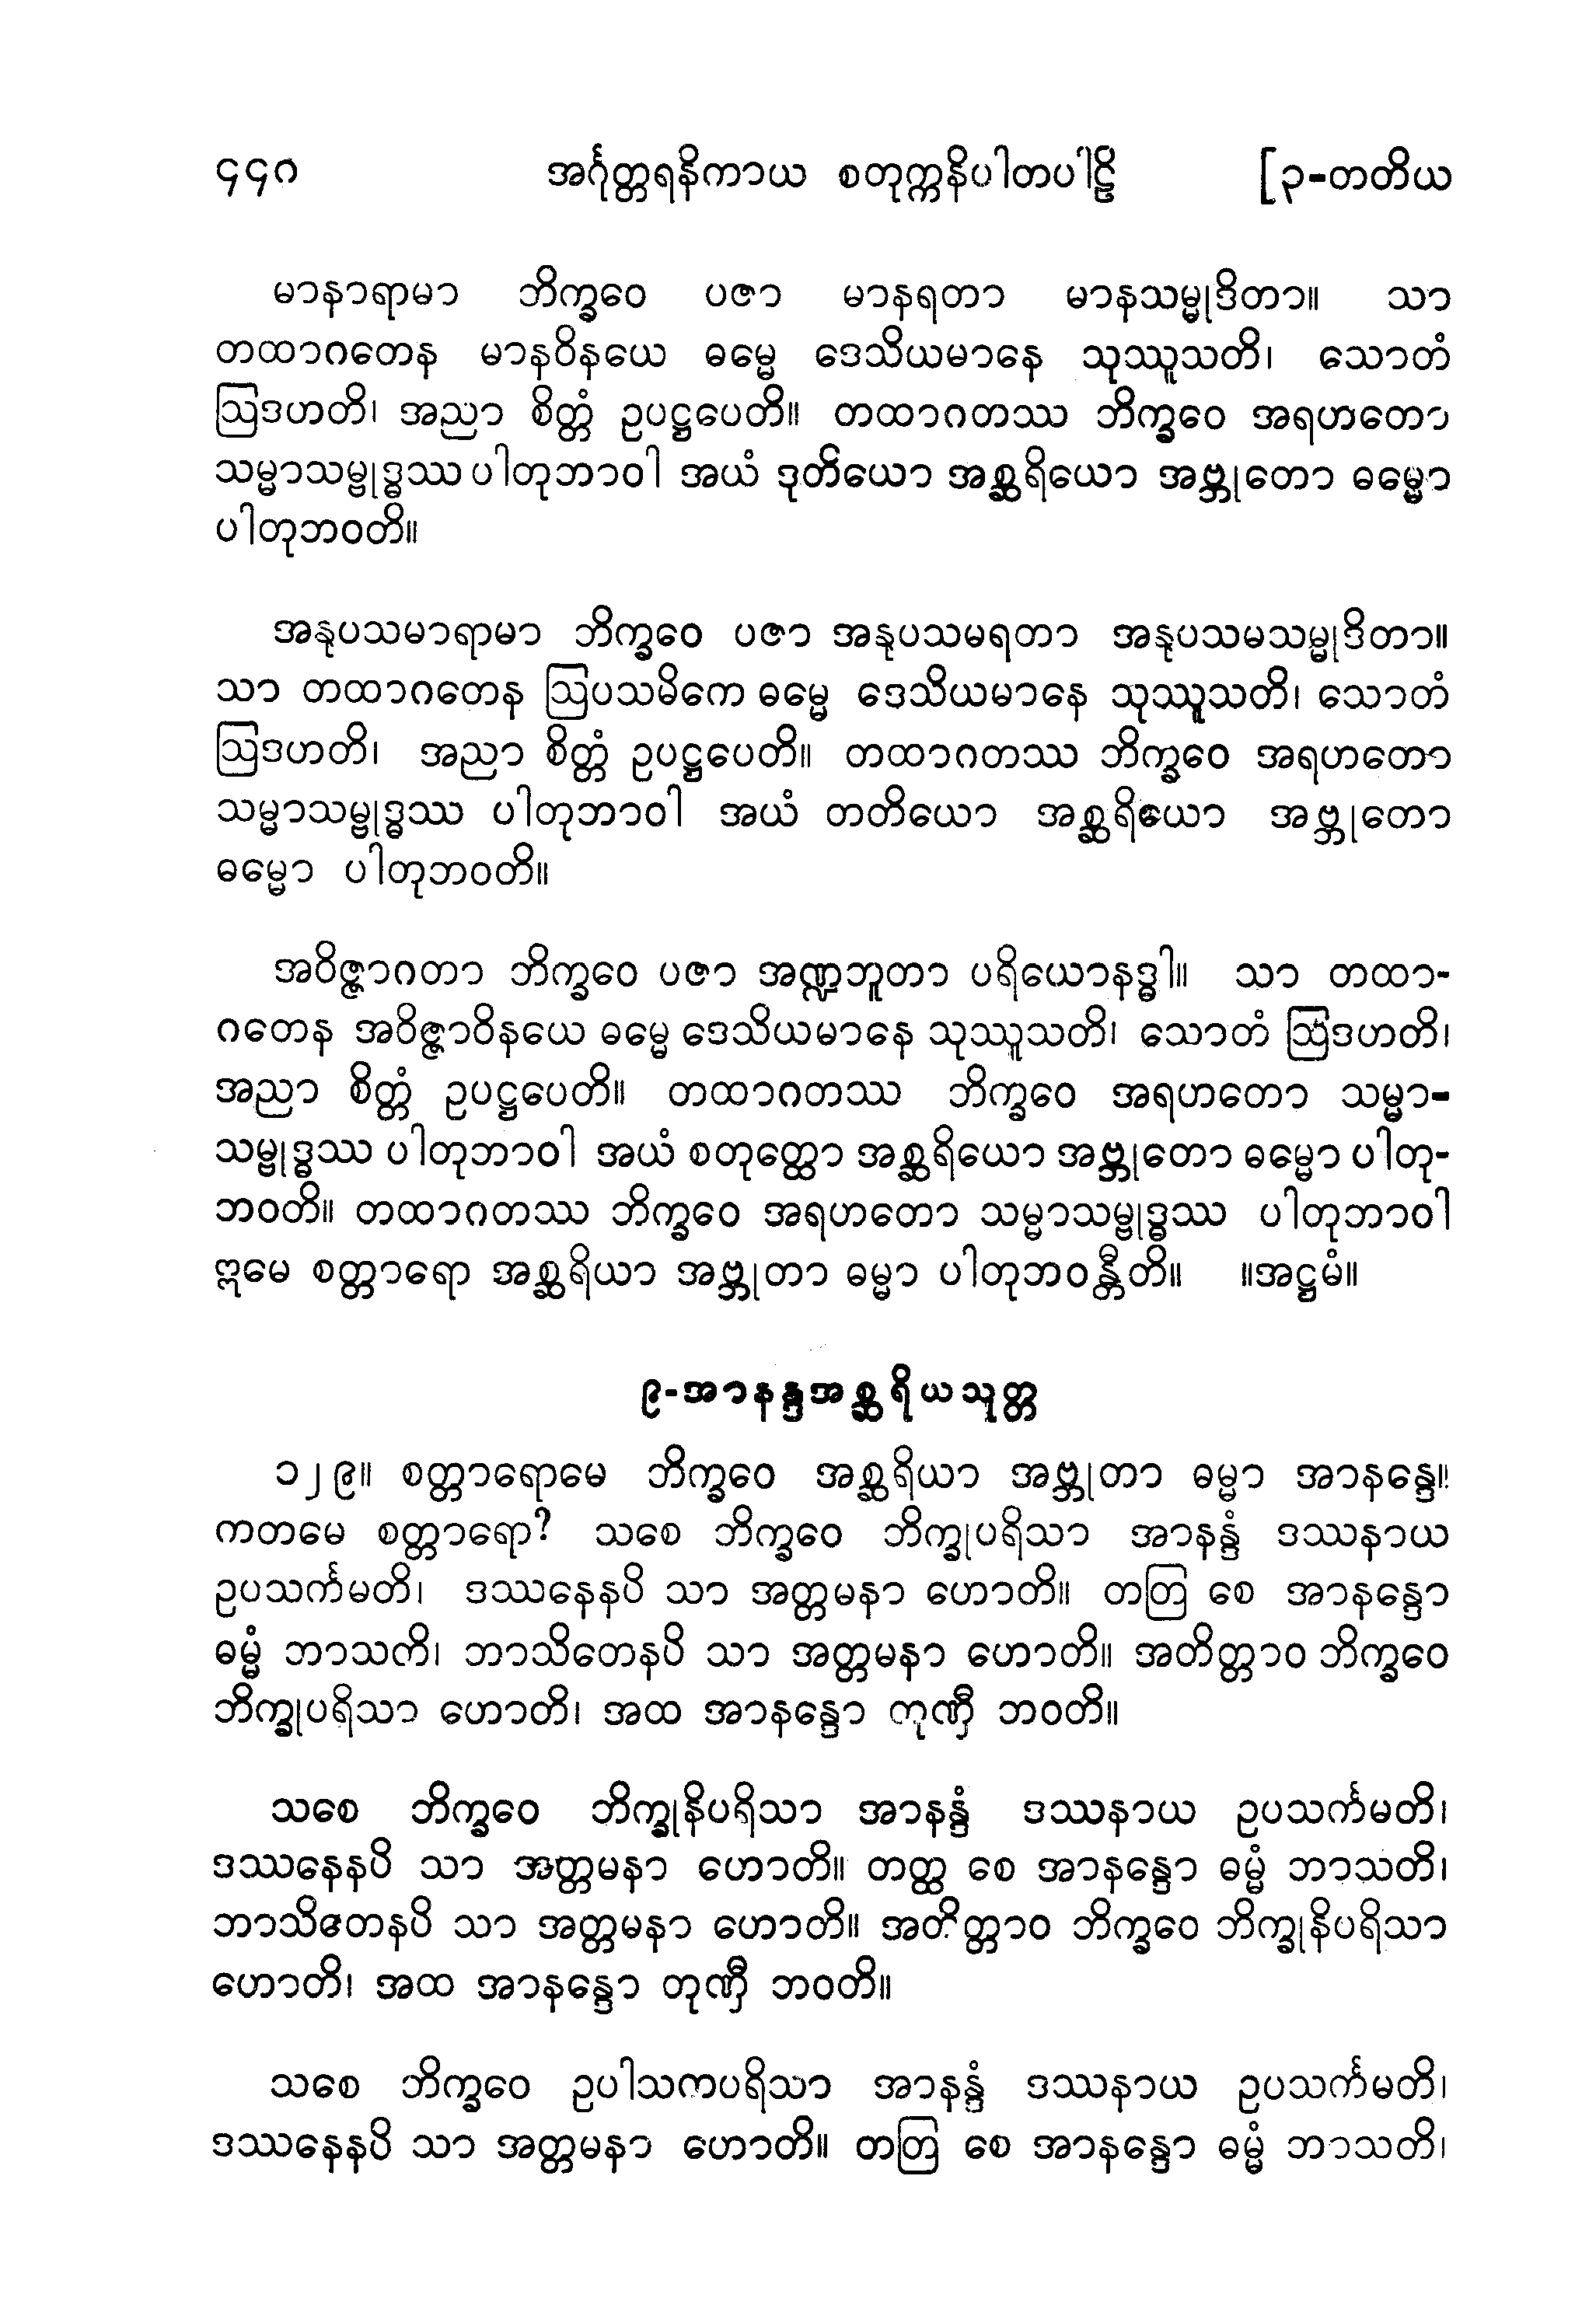 ၄၄၈ အင်္ဂုတ္တရနိကာယ စတုက္ကနိပါတပါဠိ [၃-တတိယ
မာနာရာမာ ဘိက္ခဝေ ပဇာ မာနရတာ မာနသမ္မုဒိတာ။ သာ
တထာဂတေန မာနဝိနယေ ဓမ္မေ ဒေသိယမာနေ သုဿူသတိ၊ သောတံ
ဩဒဟတိ၊ အညာ စိတ္တံ ဥပဋ္ဌပေတိ။ တထာဂတဿ ဘိက္ခဝေ အရဟတော
သမ္မာသမ္ဗုဒ္ဓဿ ပါတုဘာဝါ အယံ ဒုတိယော အစ္ဆရိယော အဗ္ဘုတော ဓမ္မော
ပါတုဘဝတိ။
အနုပသမာရာမာ ဘိက္ခဝေ ပဇာ အနုပသမရတာ အနုပသမသမ္မုဒိတာ။
သာ တထာဂတေန ဩပသမိကေ ဓမ္မေ ဒေသိယမာနေ သုဿူသတိ၊ သောတံ
ဩဒဟတိ၊ အညာ စိတ္တံ ဥပဋ္ဌပေတိ။ တထာဂတဿ ဘိက္ခဝေ အရဟတော
သမ္မာသမ္ဗုဒ္ဓဿ ပါတုဘာဝါ အယံ တတိယော အစ္ဆရိယော အဗ္ဘုတော
ဓမ္မော ပါတုဘဝတိ။
အဝိဇ္ဇာဂတာ ဘိက္ခဝေ ပဇာ အဏ္ဍဘူတာ ပရိယောနဒ္ဓါ။ သာ တထာ-
ဂတေန အဝိဇ္ဇာဝိနယေ ဓမ္မေ ဒေသိယမာနေ သုဿူသတိ၊ သောတံ ဩဒဟတိ၊
အညာ စိတ္တံ ဥပဋ္ဌပေတိ။ တထာဂတဿ ဘိက္ခဝေ အရဟတော သမ္မာ-
သမ္ဗုဒ္ဓဿ ပါတုဘာဝါ အယံ စတုတ္ထော အစ္ဆရိယော အဗ္ဘုတော ဓမ္မော ပါတု-
ဘဝတိ။ တထာဂတဿ ဘိက္ခဝေ အရဟတော သမ္မာသမ္ဗုဒ္ဓဿ ပါတုဘာဝါ
ဣမေ စတ္တာရော အစ္ဆရိယာ အဗ္ဘုတာ ဓမ္မာ ပါတုဘဝန္တီတိ။ ။အဋ္ဌမံ။
၉-အာနန္ဒအစ္ဆရိယသုတ္တ
၁၂၉။ စတ္တာရောမေ ဘိက္ခဝေ အစ္ဆရိယာ အဗ္ဘုတာ ဓမ္မာ အာနန္ဒေ။
ကတမေ စတ္တာရော? သစေ ဘိက္ခဝေ ဘိက္ခုပရိသာ အာနန္ဒံ ဒဿနာယ
ဥပသင်္ကမတိ၊ ဒဿနေနပိ သာ အတ္တမနာ ဟောတိ။ တတြ စေ အာနန္ဒော
ဓမ္မံ ဘာသကိ၊ ဘာသိတေနပိ သာ အတ္တမနာ ဟောတိ။ အတိတ္တာဝ ဘိက္ခဝေ
ဘိက္ခုပရိသာ ဟောတိ၊ အထ အာနန္ဒော တုဏှီ ဘဝတိ။
သစေ ဘိက္ခဝေ ဘိက္ခုနိပရိသာ အာနန္ဒံ ဒဿနာယ ဥပသင်္ကမတိ၊
ဒဿနေနပိ သာ အတ္တမနာ ဟောတိ။ တတ္ထ စေ အာနန္ဒော ဓမ္မံ ဘာသတိ၊
ဘာသိတေနပိ သာ အတ္တမနာ ဟောတိ။ အတိတ္တာဝ ဘိက္ခဝေ ဘိက္ခုနိပရိသာ
ဟောတိ၊ အထ အာနန္ဒော တုဏှီ ဘဝတိ။
သစေ ဘိက္ခဝေ ဥပါသကပရိသာ အာနန္ဒံ ဒဿနာယ ဥပသင်္ကမတိ၊
ဒဿနေနပိ သာ အတ္တမနာ ဟောတိ။ တတြ စေ အာနန္ဒော ဓမ္မံ ဘာသတိ၊